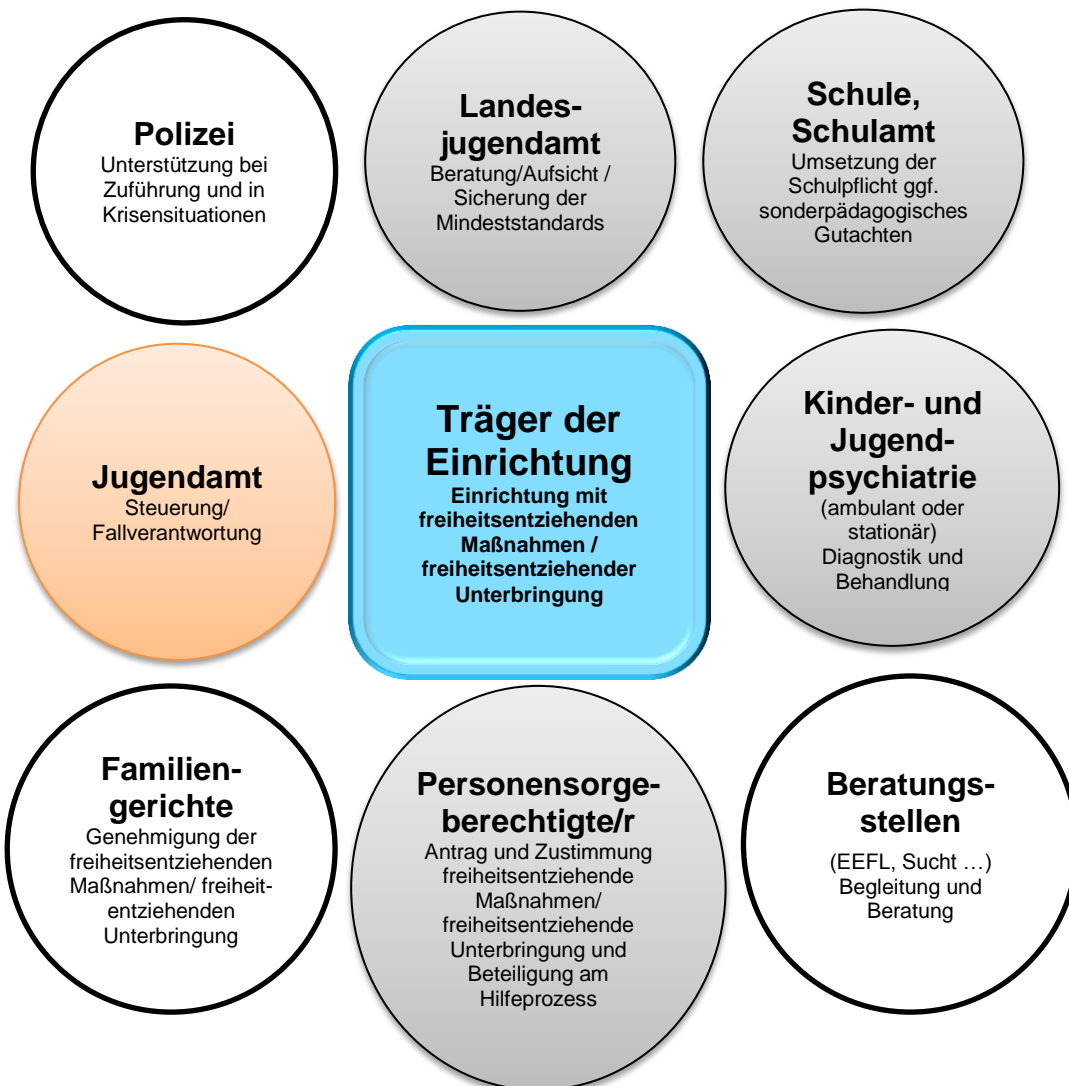 Polizei
Unterstützung bei
Zuführung und in
Krisensituationen
Landes-
jugendamt
Beratung/Aufsicht /
Sicherung der
Mindeststandards
Schule,
Schulamt
Umsetzung der
Schulpflicht ggf.
sonderpädagogisches
Gutachten
Jugendamt
Steuerung/
Fallverantwortung
Träger der
Einrichtung
Einrichtung mit
freiheitsentziehenden
Maßnahmen /
freiheitsentziehender
Unterbringung
Kinder- und
Jugend-
psychiatrie
(ambulant oder
stationär)
Diagnostik und
Behandlung
Familien-
gerichte
Genehmigung der
freiheitsentziehenden
Maßnahmen/ freiheit-
entziehenden
Unterbringung
Personensorge-
berechtigte/r
Antrag und Zustimmung
freiheitsentziehende
Maßnahmen/
freiheitsentziehende
Unterbringung und
Beteiligung am
Hilfeprozess
Beratungs-
stellen
(EEFL, Sucht …)
Begleitung und
Beratung